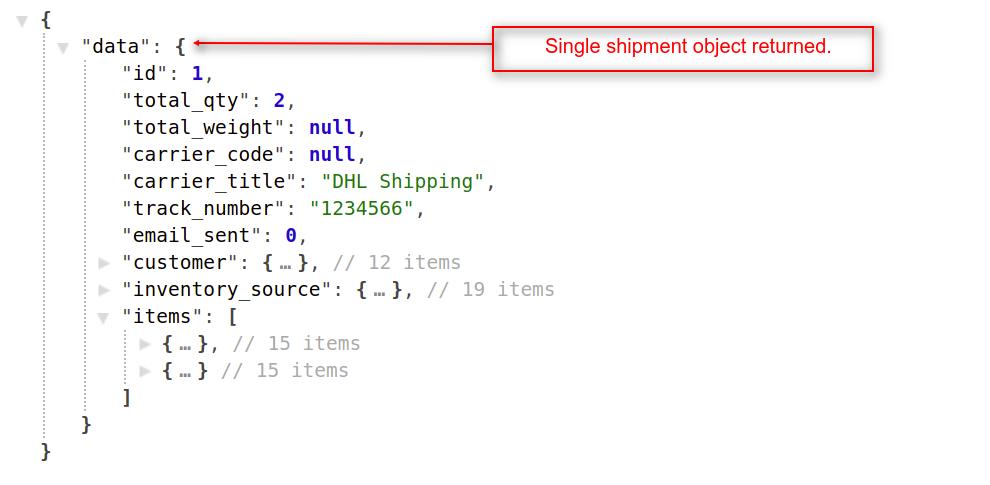 {
"data": { Single shipment object returned.
"id": 1,
"total_qty": 2,
"total_weight": null,
"carrier_code": null,
"carrier_title": "DHL Shipping",
"track_number": "1234566",
"email_sent": 0,
"customer": { … }, // 12 items
"inventory_source": { … }, // 19 items
"items": [
{ … }, // 15 items
{ … } // 15 items
]
}
}